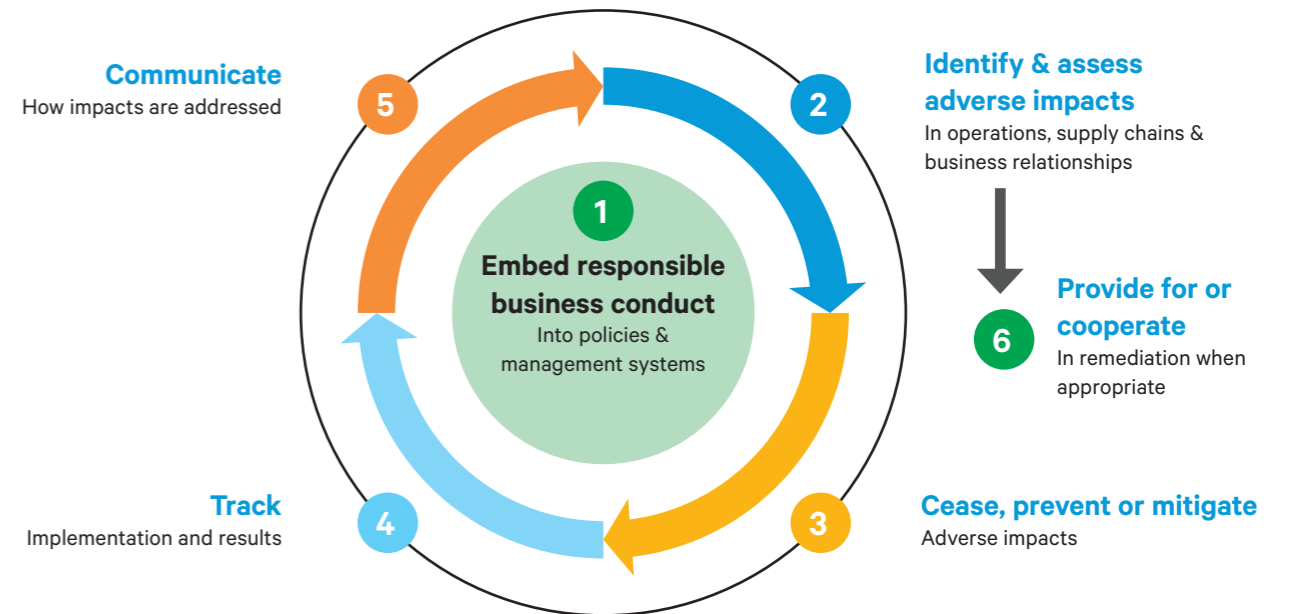 1
Embed responsible
business conduct
Into policies &
management systems
2
Identify & assess
adverse impacts
In operations, supply chains &
business relationships
3
Cease, prevent or mitigate
Adverse impacts
4
Track
Implementation and results
5
Communicate
How impacts are addressed
6
Provide for or
cooperate
In remediation when
appropriate